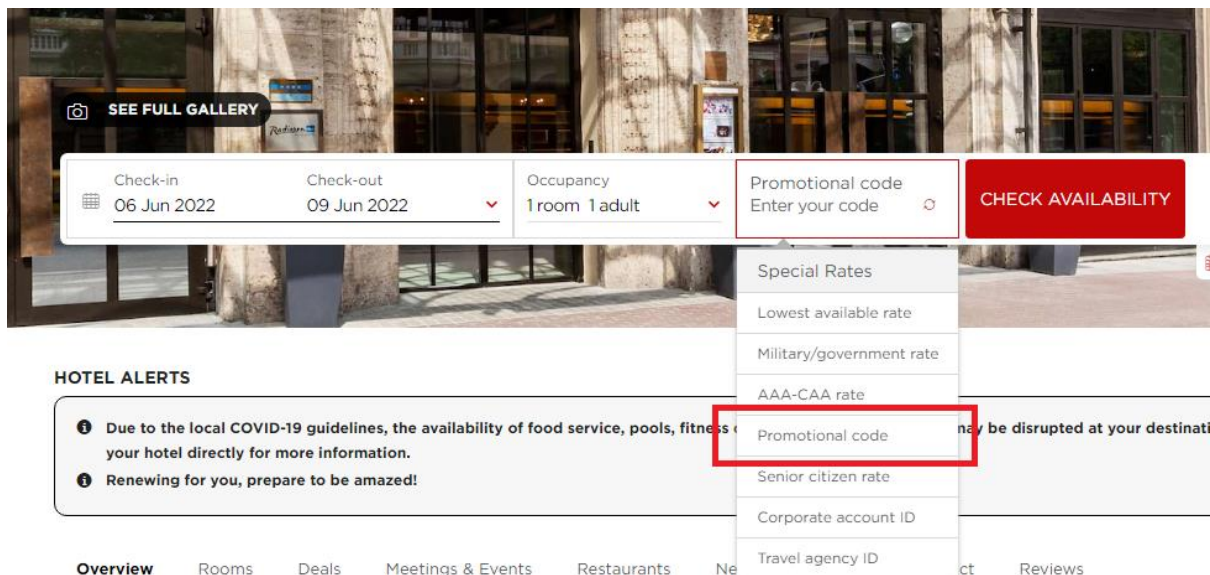 SEE FULL GALLERY
Radisson
Check-in
06 Jun 2022
Check-out
09 Jun 2022
Occupancy
1 room 1 adult
Promotional code
Enter your code
CHECK AVAILABILITY
Special Rates
Lowest available rate
Military/government rate
AAA-CAA rate
Promotional code
Senior citizen rate
Corporate account ID
Travel agency ID
HOTEL ALERTS
Due to the local COVID-19 guidelines, the availability of food service, pools, fitness may be disrupted at your destinati
your hotel directly for more information.
Renewing for you, prepare to be amazed!
Overview Rooms Deals Meetings & Events Restaurants Ne ct Reviews